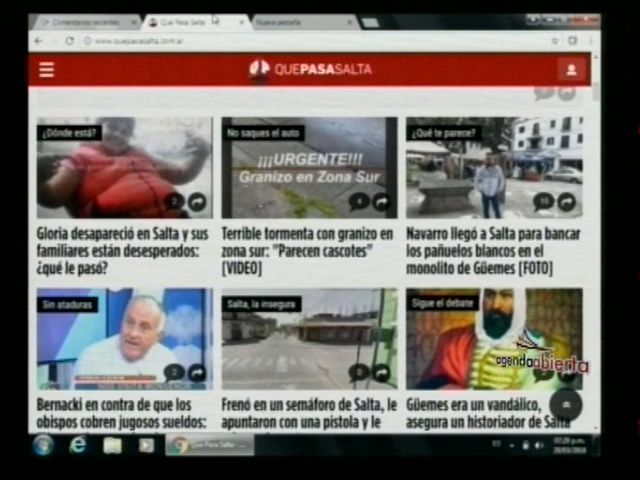 Comentarios recientes
Que Pasa Salta
Nueva pestaña
www.quepasasalta.com.ar
QUEPASASALTA
¿Dónde está?
No saques el auto
¿Qué te parece?
¡¡¡URGENTE!!!
Granizo en Zona Sur
Gloria desapareció en Salta y sus
familiares están desesperados:
¿qué le pasó?
Terrible tormenta con granizo en
zona sur: "Parecen cascotes"
[VIDEO]
Navarro llegó a Salta para bancar
los pañuelos blancos en el
monolito de Güemes [FOTO]
Sin ataduras
Salta, la insegura
Sigue el debate
agendaabierta
Bernacki en contra de que los
obispos cobren jugosos sueldos:
Frenó en un semáforo de Salta, le
apuntaron con una pistola y le
Güemes era un vandálico,
asegura un historiador de Salta
Que Pasa Salta -